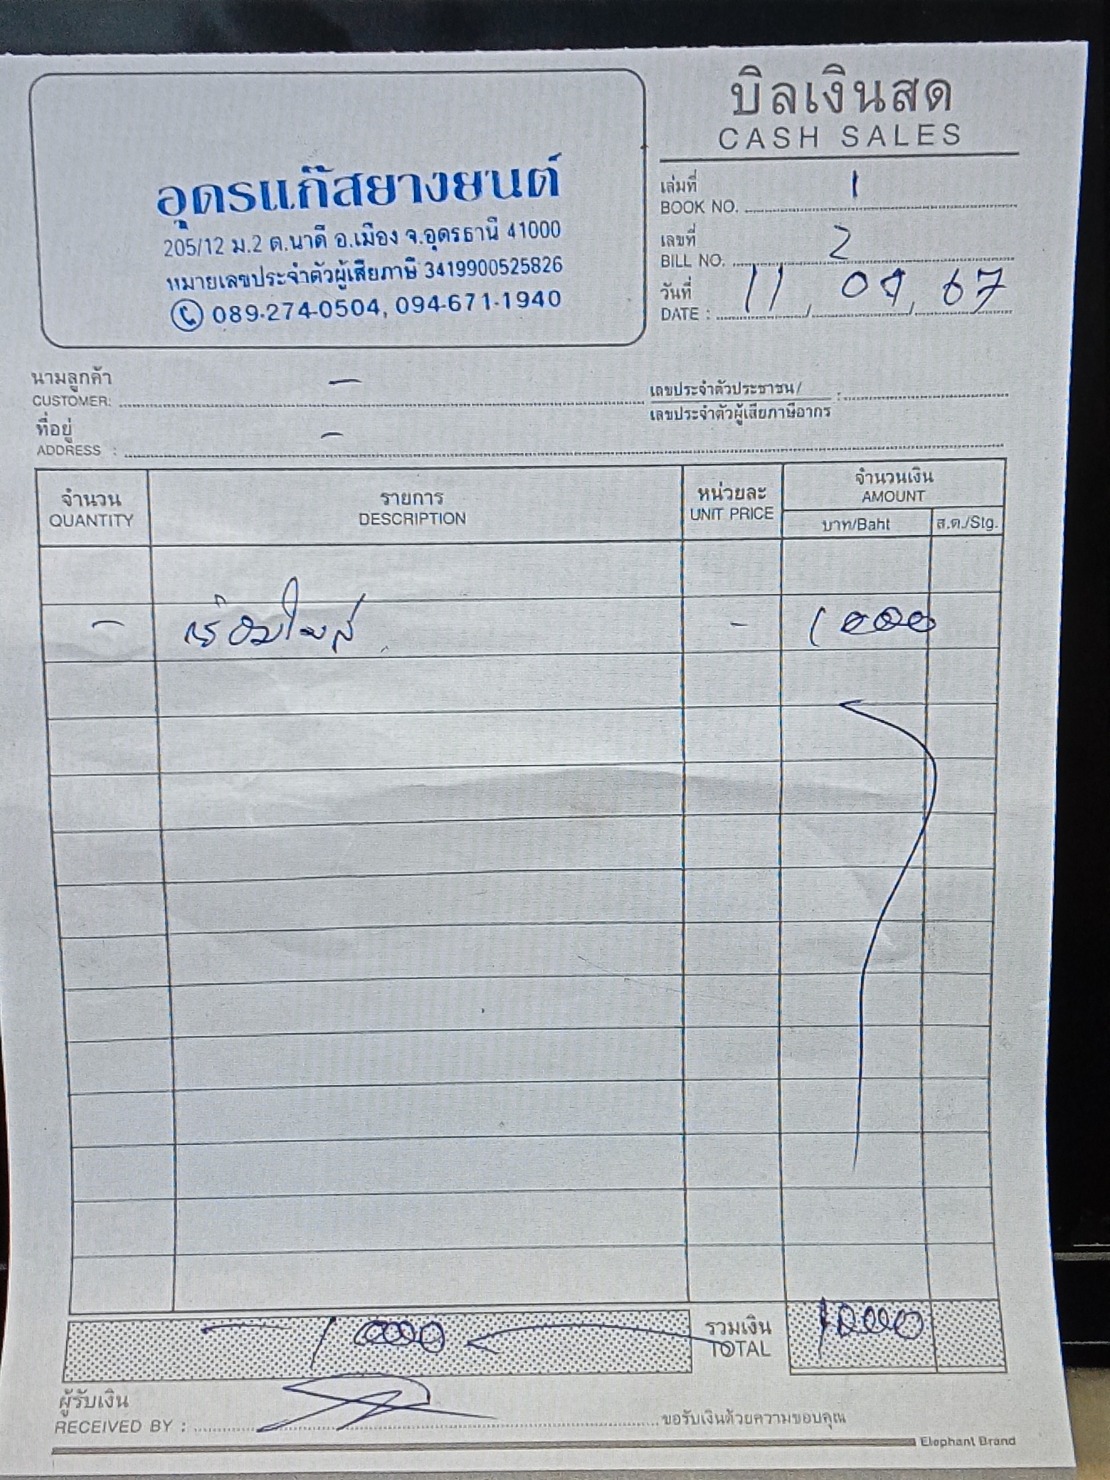 บิลเงินสด
CASH SALES
อุดรแก๊สยางยนต์
205/12 ม.2 ต.นาดี อ.เมือง จ.อุดรธานี 41000
หมายเลขประจำตัวผู้เสียภาษี 3419900525826
089-274-0504, 094-671-1940
เล่มที่ 1
BOOK NO.
เลขที่ 2
BILL NO.
วันที่ 11 / 09 / 67
DATE :
นามลูกค้า -
CUSTOMER:
เลขประจำตัวประชาชน/
เลขประจำตัวผู้เสียภาษีอากร :
ที่อยู่ -
ADDRESS :
จำนวน รายการ หน่วยละ จำนวนเงิน
QUANTITY DESCRIPTION UNIT PRICE AMOUNT
บาท/Baht ส.ต./Stg.
- - 1000
1000 รวมเงิน 1000
TOTAL
ผู้รับเงิน
RECEIVED BY : ขอรับเงินด้วยความขอบคุณ
Elephant Brand